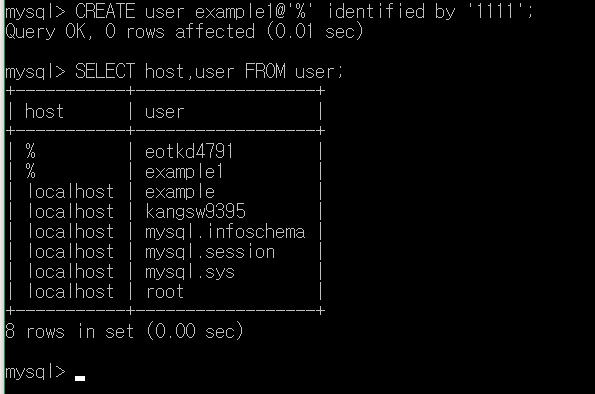 mysql> CREATE user example1@'%' identified by '1111';
Query OK, 0 rows affected (0.01 sec)
mysql> SELECT host,user FROM user;
+-----------+------------------+
| host      | user             |
+-----------+------------------+
| %         | eotkd4791        |
| %         | example1         |
| localhost | example          |
| localhost | kangsw9395       |
| localhost | mysql.infoschema |
| localhost | mysql.session    |
| localhost | mysql.sys        |
| localhost | root             |
+-----------+------------------+
8 rows in set (0.00 sec)
mysql> _